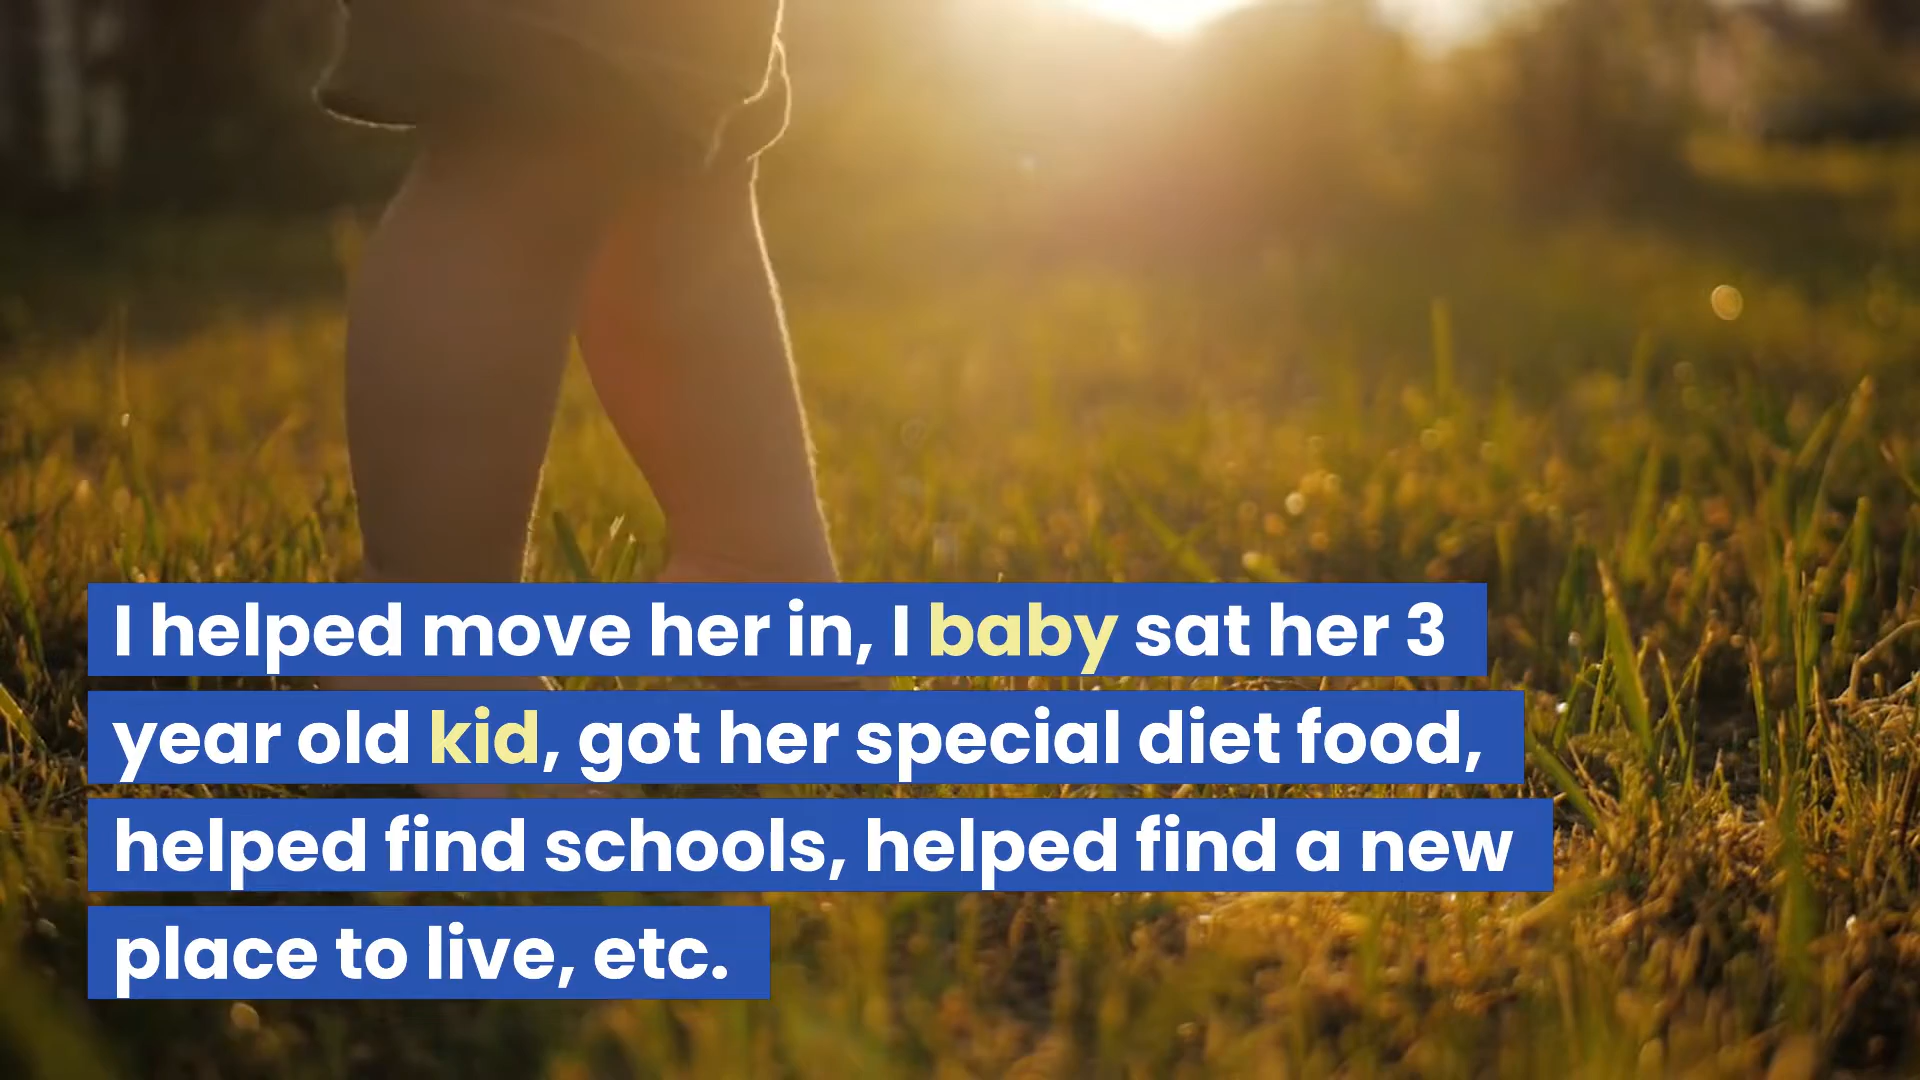 I helped move her in, I baby sat her 3
year old kid, got her special diet food,
helped find schools, helped find a new
place to live, etc.